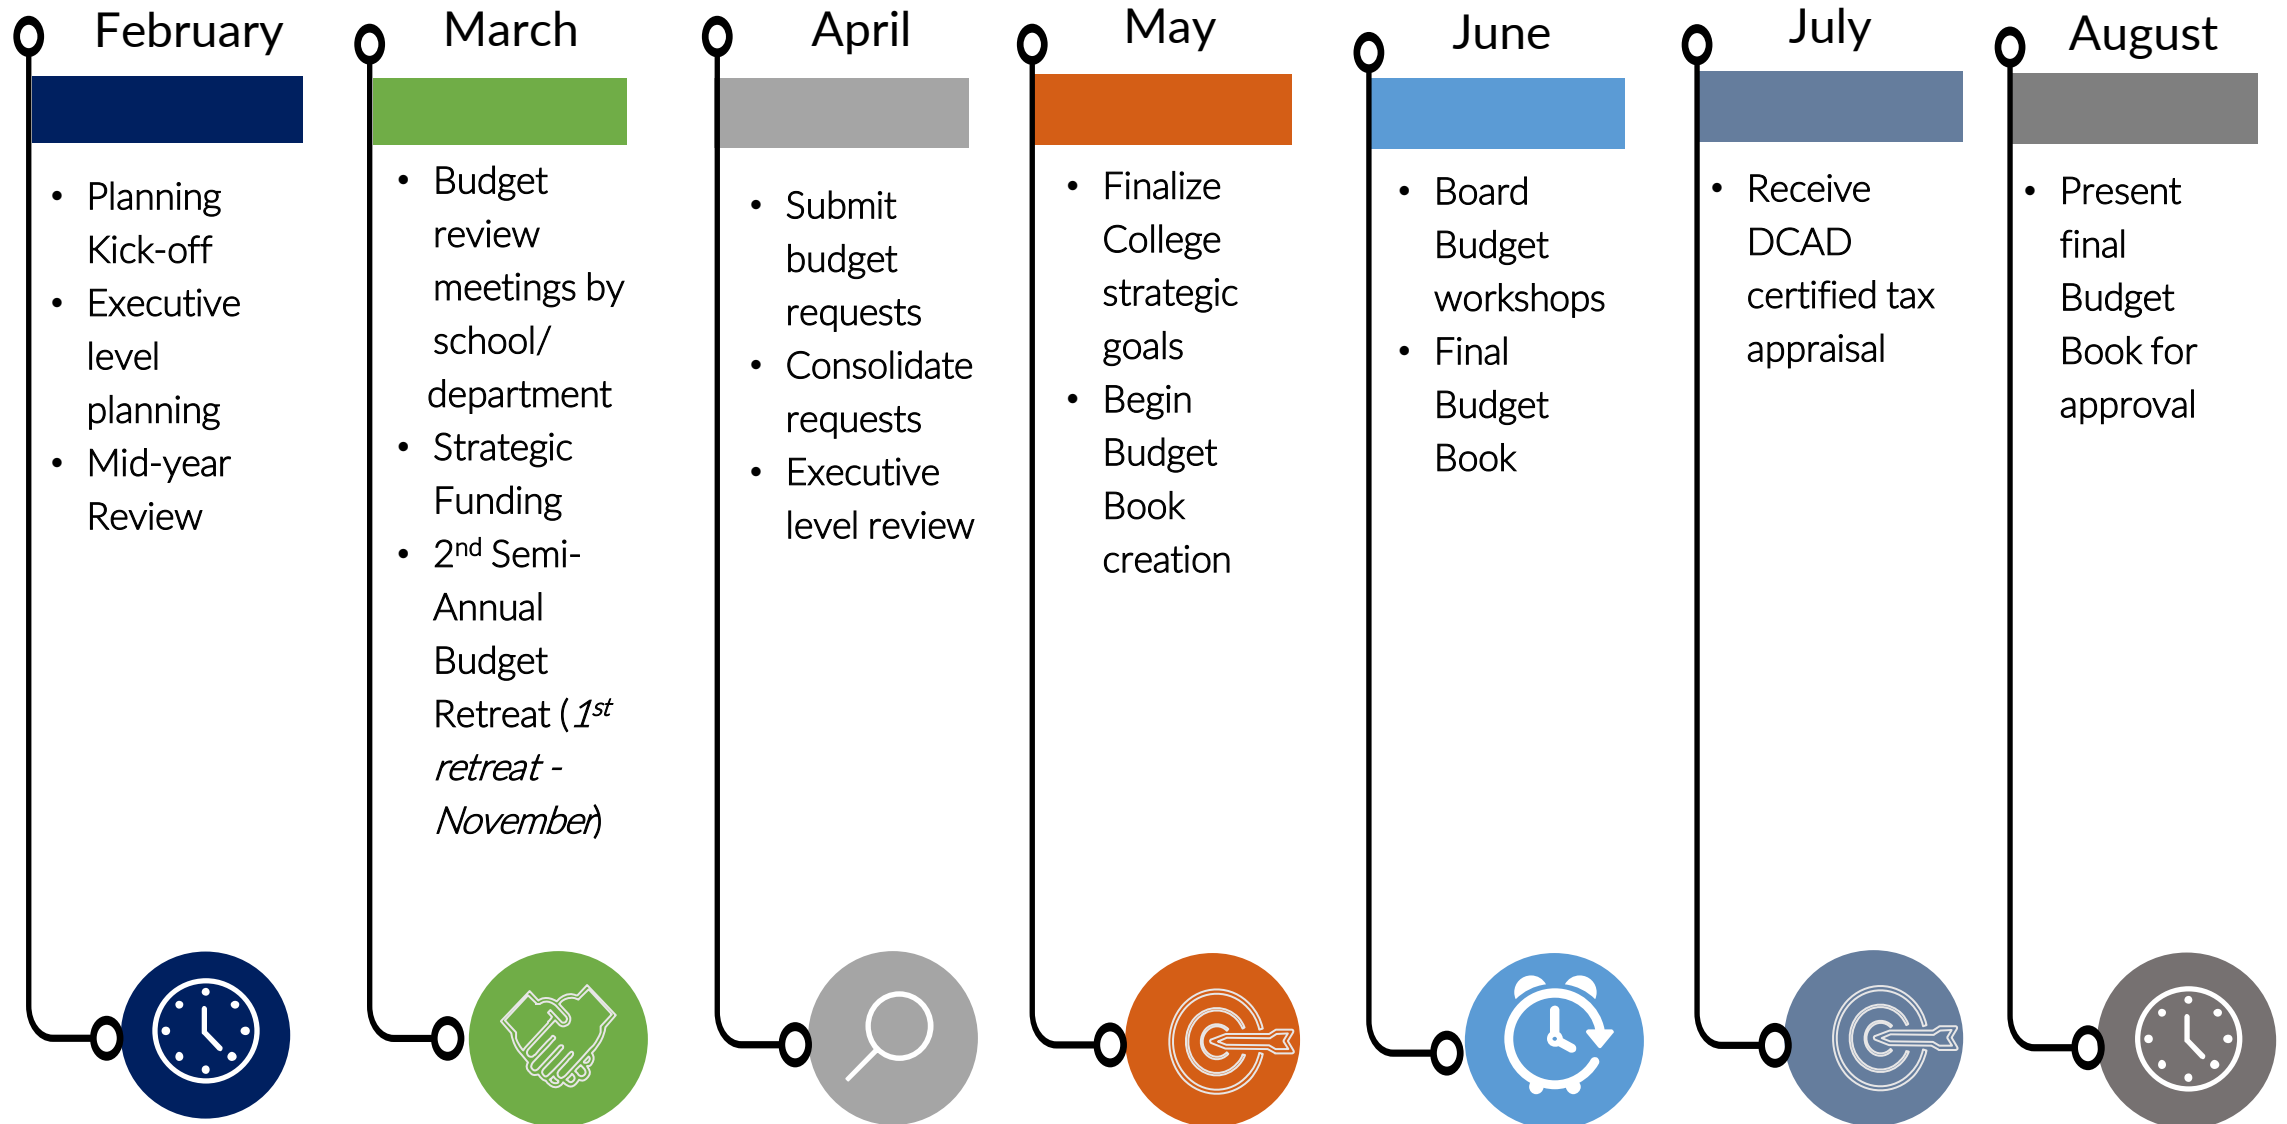 February
• Planning
Kick-off
• Executive
level
planning
• Mid-year
Review
March
• Budget
review
meetings by
school/
department
• Strategic
Funding
• 2nd Semi-
Annual
Budget
Retreat (1st
retreat -
November)
April
• Submit
budget
requests
• Consolidate
requests
• Executive
level review
May
• Finalize
College
strategic
goals
• Begin
Budget
Book
creation
June
• Board
Budget
workshops
• Final
Budget
Book
July
• Receive
DCAD
certified tax
appraisal
August
• Present
final
Budget
Book for
approval